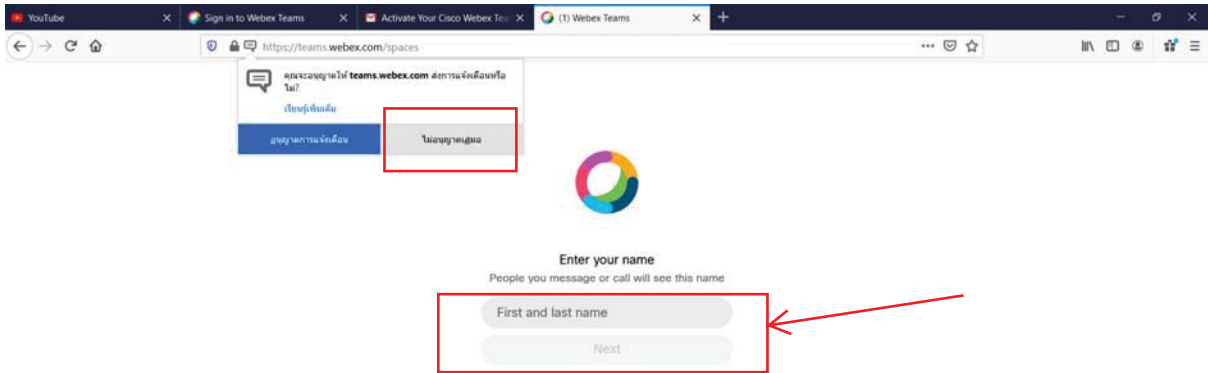 YouTube
Sign in to Webex Teams
Activate Your Cisco Webex Tea
(1) Webex Teams
https://teams.webex.com/spaces
คุณจะอนุญาตให้ teams.webex.com ส่งการแจ้งเตือนหรือ
ไม่?
เรียนรู้เพิ่มเติม
อนุญาตการแจ้งเตือน
ไม่อนุญาตเสมอ
Enter your name
People you message or call will see this name
First and last name
Next